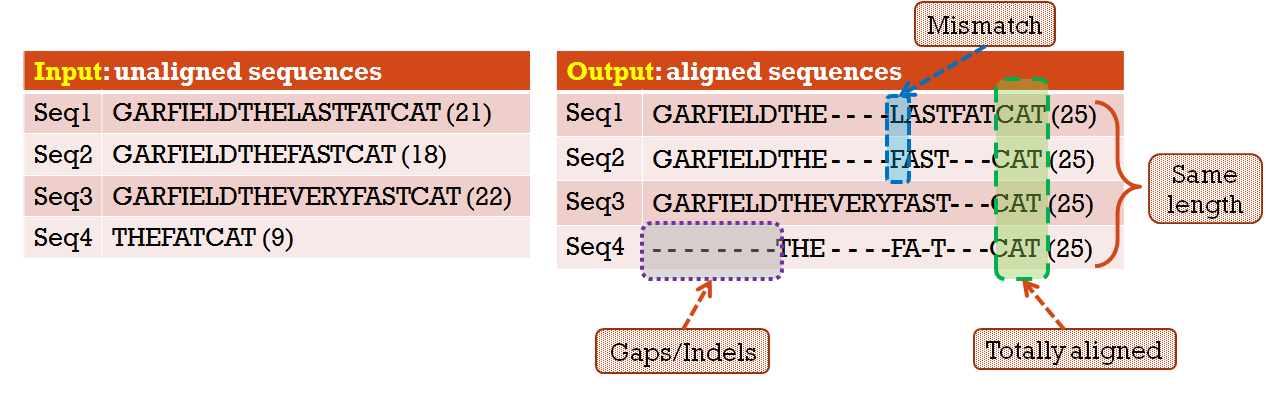 Mismatch
Input: unaligned sequences
Seq1 GARFIELDTHELASTFATCAT (21)
Seq2 GARFIELDTHEFASTCAT (18)
Seq3 GARFIELDTHEVERYFASTCAT (22)
Seq4 THEFATCAT (9)
Output: aligned sequences
Seq1 GARFIELDTHE----LASTFATCAT (25)
Seq2 GARFIELDTHE----FAST---CAT (25)
Seq3 GARFIELDTHEVERYFAST---CAT (25)
Seq4 --------THE----FA-T---CAT (25)
Same
length
Gaps/Indels
Totally aligned